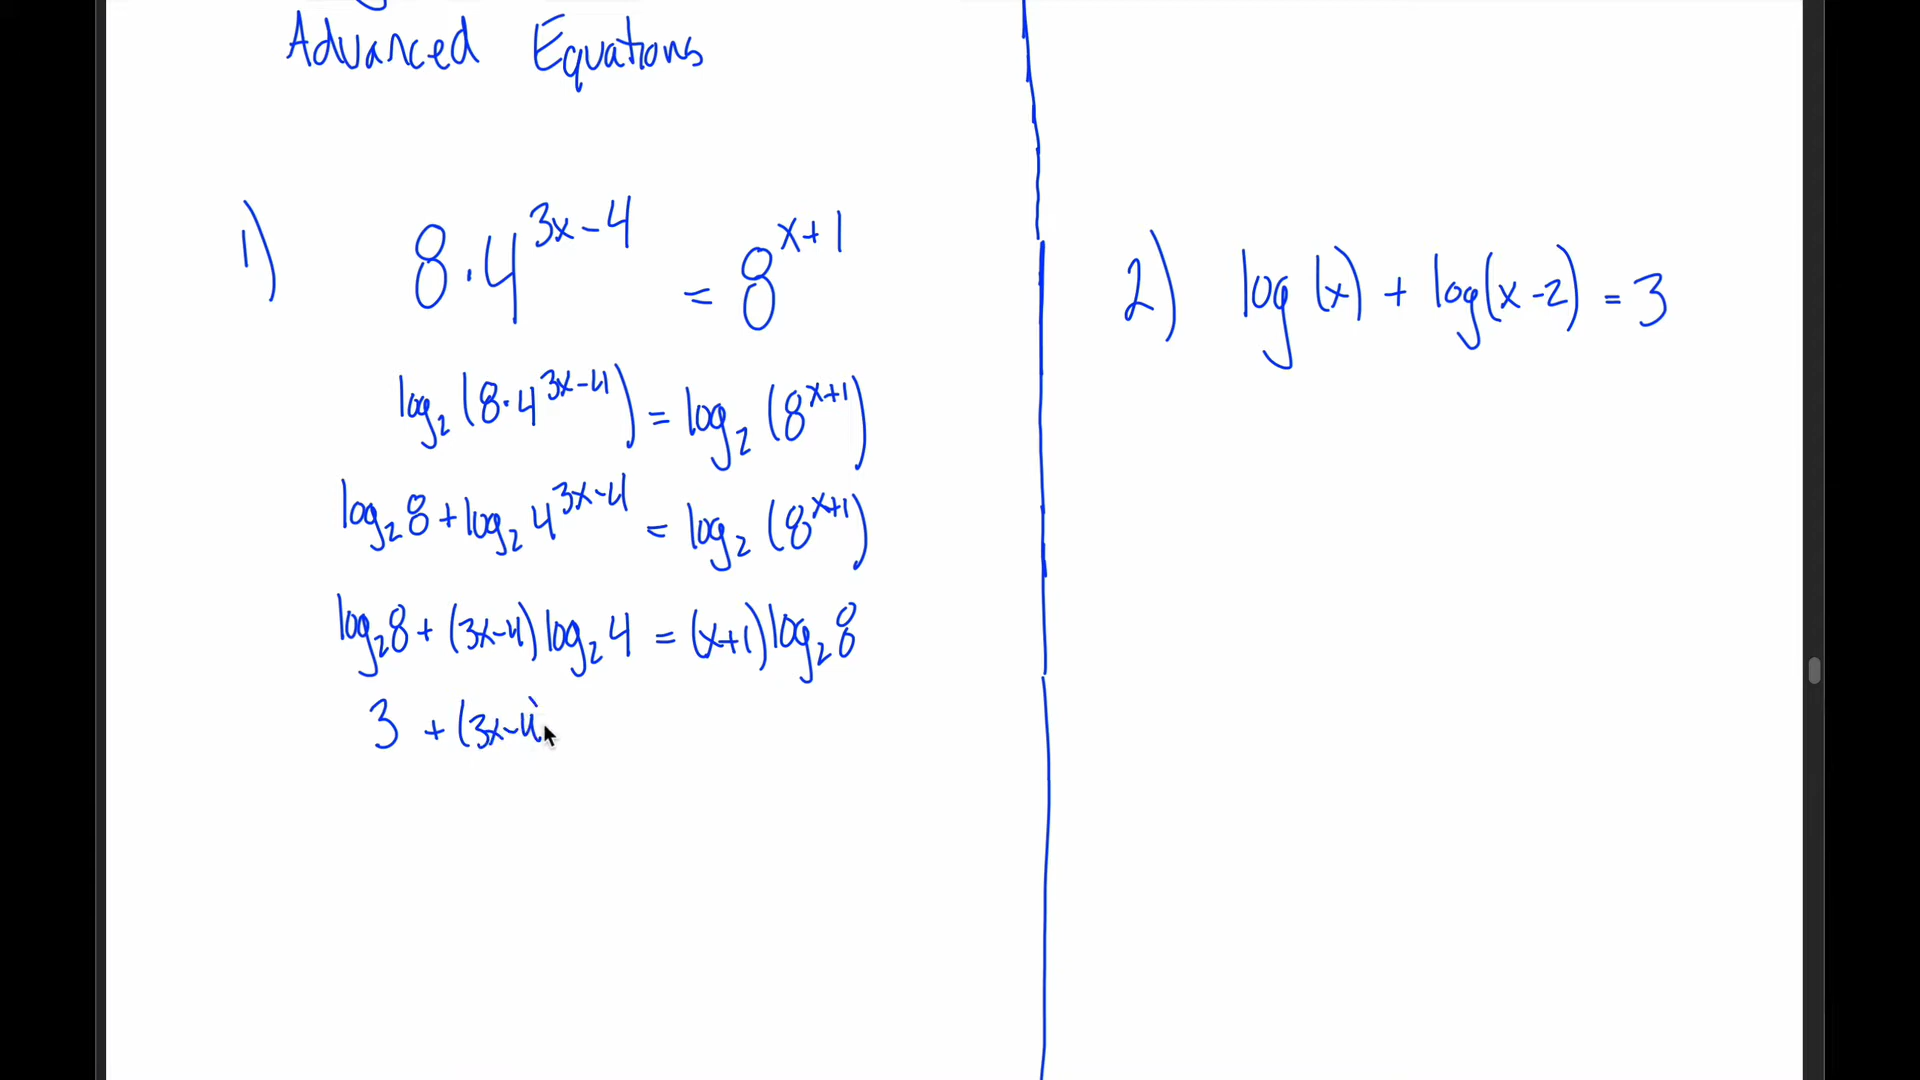 Advanced Equations
1) 8·4^(3x-4) = 8^(x+1)
log₂(8·4^(3x-4)) = log₂(8^(x+1))
log₂8 + log₂4^(3x-4) = log₂(8^(x+1))
log₂8 + (3x-4)log₂4 = (x+1)log₂8
3 + (3x-4)
2) log(x) + log(x-2) = 3